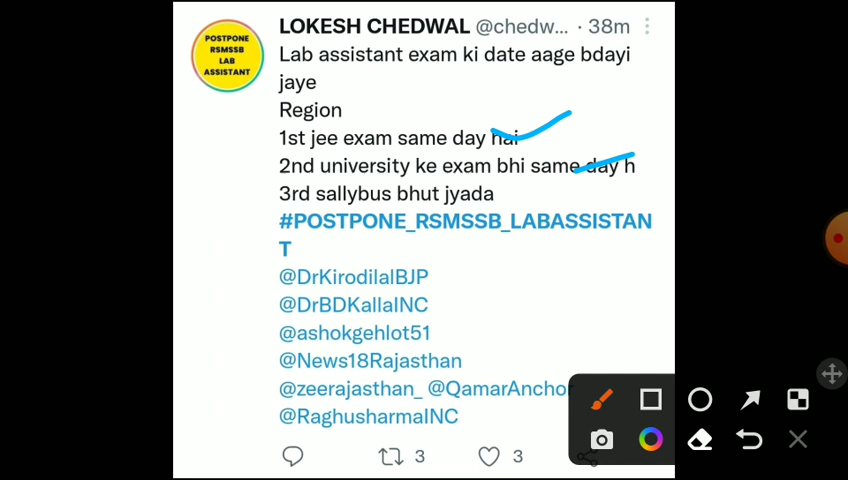 POSTPONE
RSMSSB
LAB
ASSISTANT
LOKESH CHEDWAL @chedw... · 38m
Lab assistant exam ki date aage bdayi
jaye
Region
1st jee exam same day hai
2nd university ke exam bhi same day h
3rd sallybus bhut jyada
#POSTPONE_RSMSSB_LABASSISTAN
T
@DrKirodilalBJP
@DrBDKallaINC
@ashokgehlot51
@News18Rajasthan
@zeerajasthan_ @QamarAnchor
@RaghusharmaINC
3 3